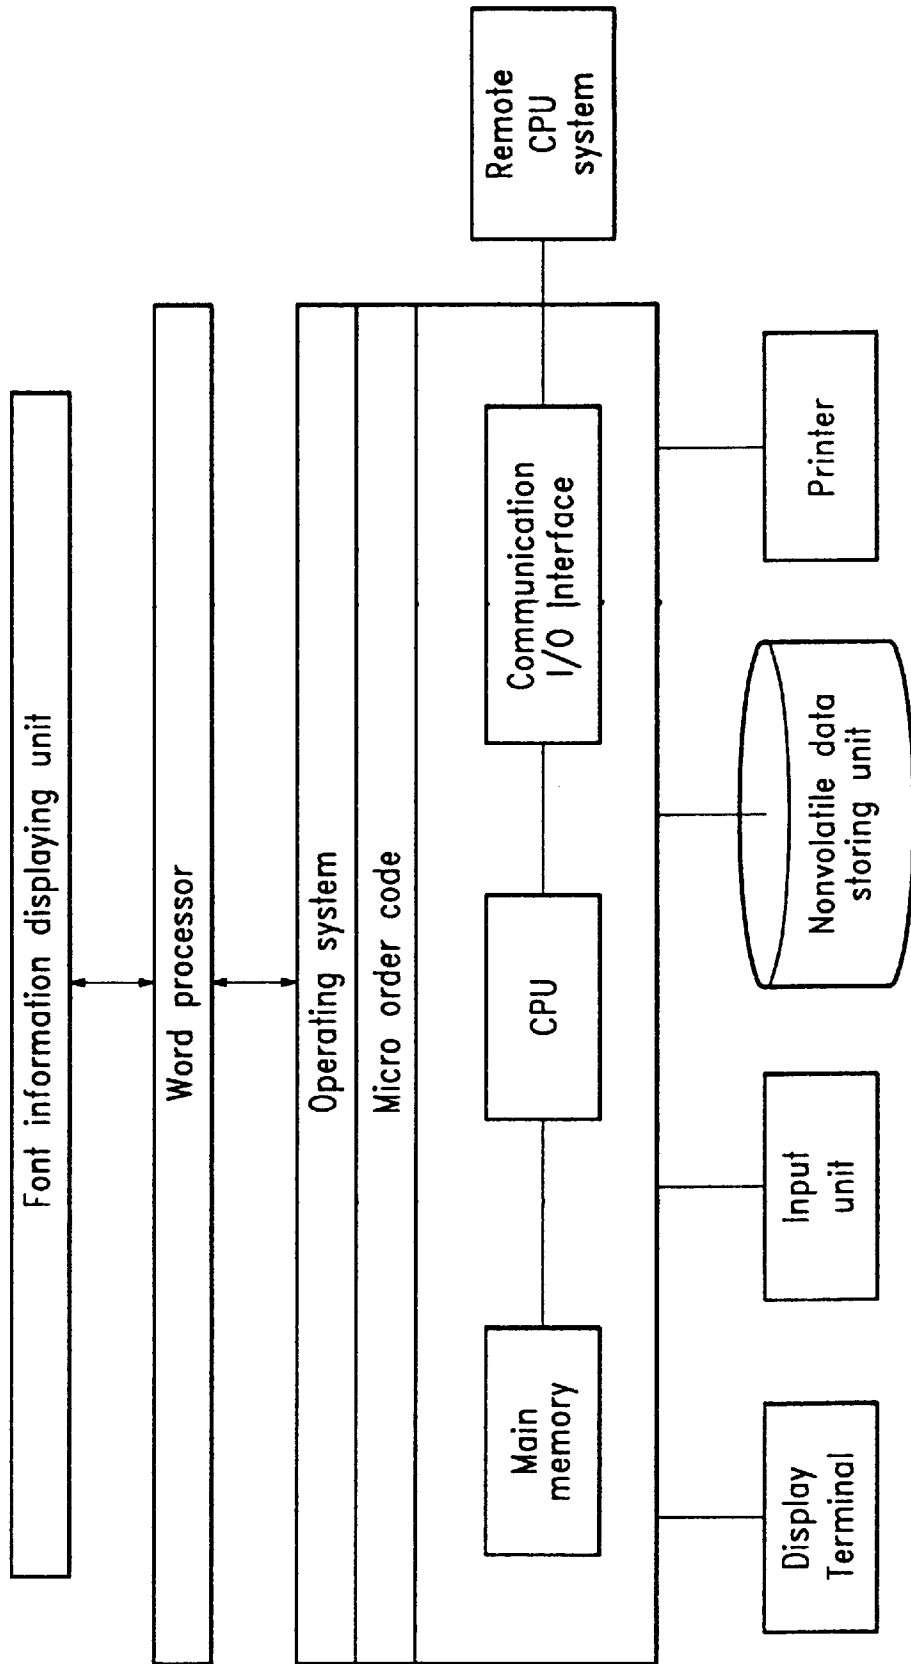 Font information displaying unit
Word processor
Operating system
Micro order code
Main
memory
CPU
Communication
I/O Interface
Remote
CPU
system
Display
Terminal
Input
unit
Nonvolatile data
storing unit
Printer